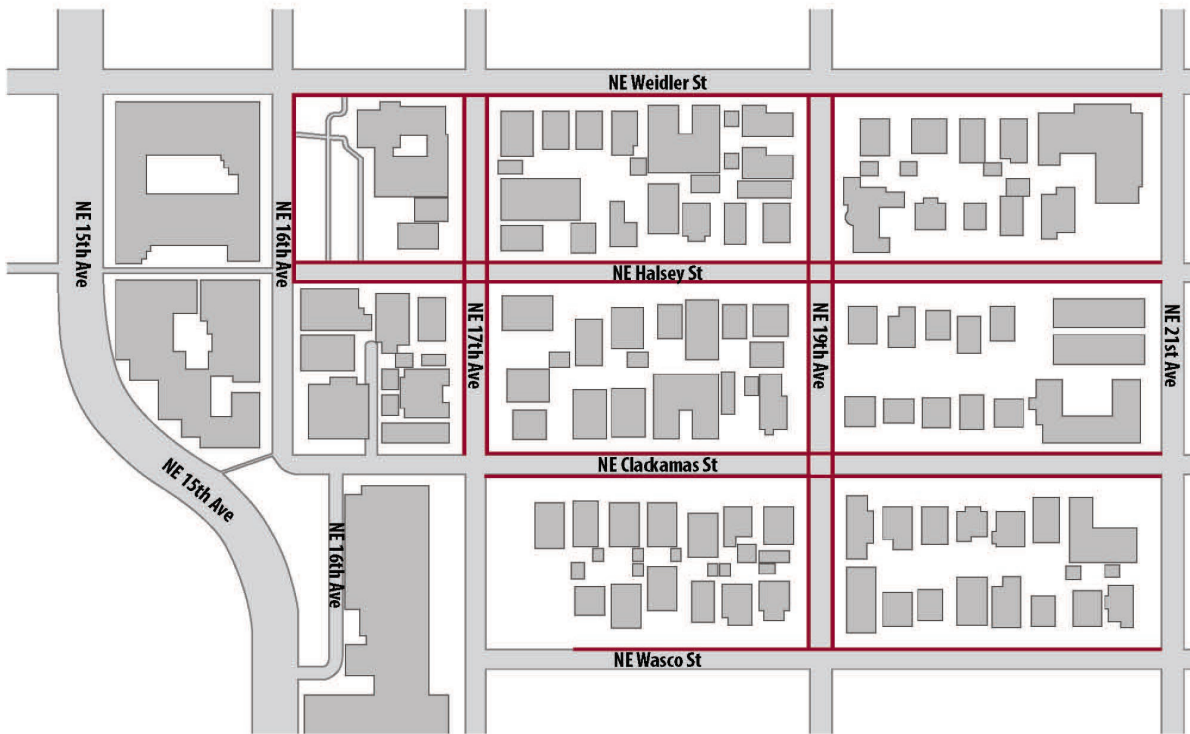 NE Weidler St
NE 15th Ave
NE 16th Ave
NE Halsey St
NE 17th Ave
NE 19th Ave
NE 21st Ave
NE Clackamas St
NE 15th Ave
NE 16th Ave
NE Wasco St